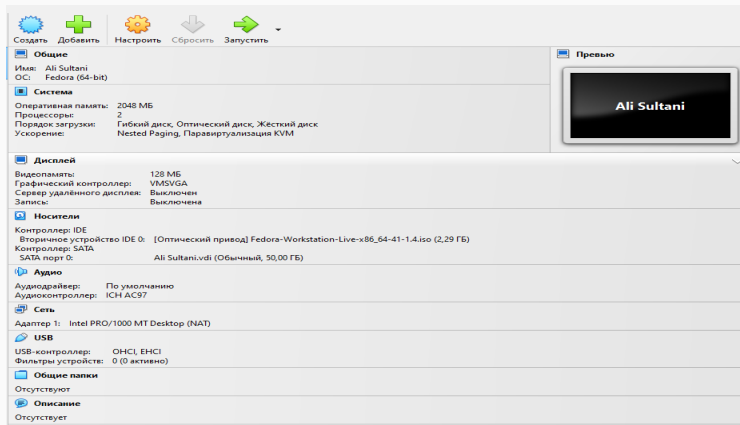 Создать Добавить Настроить Сбросить Запустить
Общие
Имя: Ali Sultani
ОС: Fedora (64-bit)
Превью
Ali Sultani
Система
Оперативная память: 2048 МБ
Процессоры: 2
Порядок загрузки: Гибкий диск, Оптический диск, Жёсткий диск
Ускорение: Nested Paging, Паравиртуализация KVM
Дисплей
Видеопамять: 128 МБ
Графический контроллер: VMSVGA
Сервер удалённого дисплея: Выключен
Запись: Выключена
Носители
Контроллер: IDE
Вторичное устройство IDE 0: [Оптический привод] Fedora-Workstation-Live-x86_64-41-1.4.iso (2,29 ГБ)
Контроллер: SATA
SATA порт 0: Ali Sultani.vdi (Обычный, 50,00 ГБ)
Аудио
Аудиодрайвер: По умолчанию
Аудиоконтроллер: ICH AC97
Сеть
Адаптер 1: Intel PRO/1000 MT Desktop (NAT)
USB
USB-контроллер: OHCI, EHCI
Фильтры устройств: 0 (0 активно)
Общие папки
Отсутствуют
Описание
Отсутствует